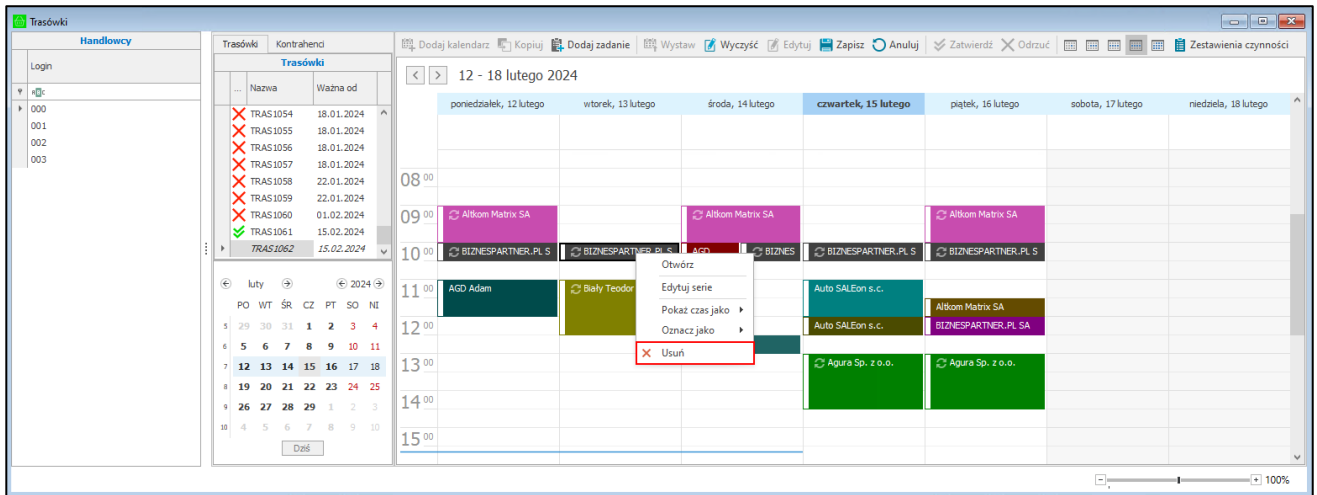 Trasówki
Handlowcy
Login
000
001
002
003
Trasówki Kontrahenci
Trasówki
... Nazwa Ważna od
TRAS1054 18.01.2024
TRAS1055 18.01.2024
TRAS1056 18.01.2024
TRAS1057 18.01.2024
TRAS1058 22.01.2024
TRAS1059 22.01.2024
TRAS1060 01.02.2024
TRAS1061 15.02.2024
TRAS1062 15.02.2024
luty 2024
PO WT ŚR CZ PT SO NI
5 29 30 31 1 2 3 4
6 5 6 7 8 9 10 11
7 12 13 14 15 16 17 18
8 19 20 21 22 23 24 25
9 26 27 28 29 1 2 3
10 4 5 6 7 8 9 10
Dziś
Dodaj kalendarz Kopiuj Dodaj zadanie Wystaw Wyczyść Edytuj Zapisz Anuluj Zatwierdź Odrzuć Zestawienia czynności
12 - 18 lutego 2024
poniedziałek, 12 lutego wtorek, 13 lutego środa, 14 lutego czwartek, 15 lutego piątek, 16 lutego sobota, 17 lutego niedziela, 18 lutego
08 00
09 00 Altkom Matrix SA Altkom Matrix SA Altkom Matrix SA
10 00 BIZNESPARTNER.PL S BIZNESPARTNER.PL S AGD BIZNES BIZNESPARTNER.PL S BIZNESPARTNER.PL S
Otwórz
11 00 AGD Adam Biały Teodor Edytuj serie Auto SALEon s.c.
Pokaż czas jako Altkom Matrix SA
12 00 Oznacz jako Auto SALEon s.c. BIZNESPARTNER.PL SA
Usuń
13 00 Agura Sp. z o.o. Agura Sp. z o.o.
14 00
15 00
100%